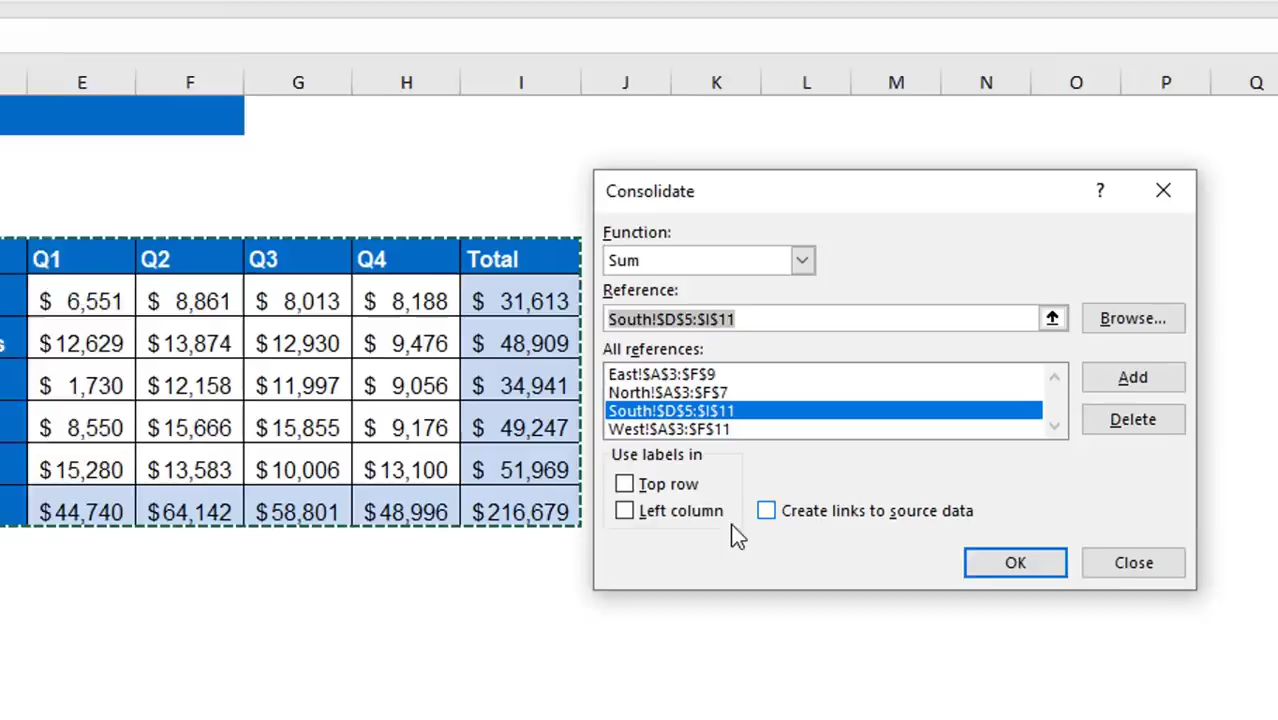 E F G H I J K L M N O P Q
Consolidate ?
Function:
Sum
Reference:
South!$D$5:$I$11
Browse...
All references:
East!$A$3:$F$9
North!$A$3:$F$7
South!$D$5:$I$11
West!$A$3:$F$11
Add
Delete
Use labels in
Top row
Left column
Create links to source data
OK
Close
Q1 Q2 Q3 Q4 Total
$ 6,551 $ 8,861 $ 8,013 $ 8,188 $ 31,613
s $12,629 $13,874 $12,930 $ 9,476 $ 48,909
$ 1,730 $12,158 $11,997 $ 9,056 $ 34,941
$ 8,550 $15,666 $15,855 $ 9,176 $ 49,247
$15,280 $13,583 $10,006 $13,100 $ 51,969
$44,740 $64,142 $58,801 $48,996 $216,679